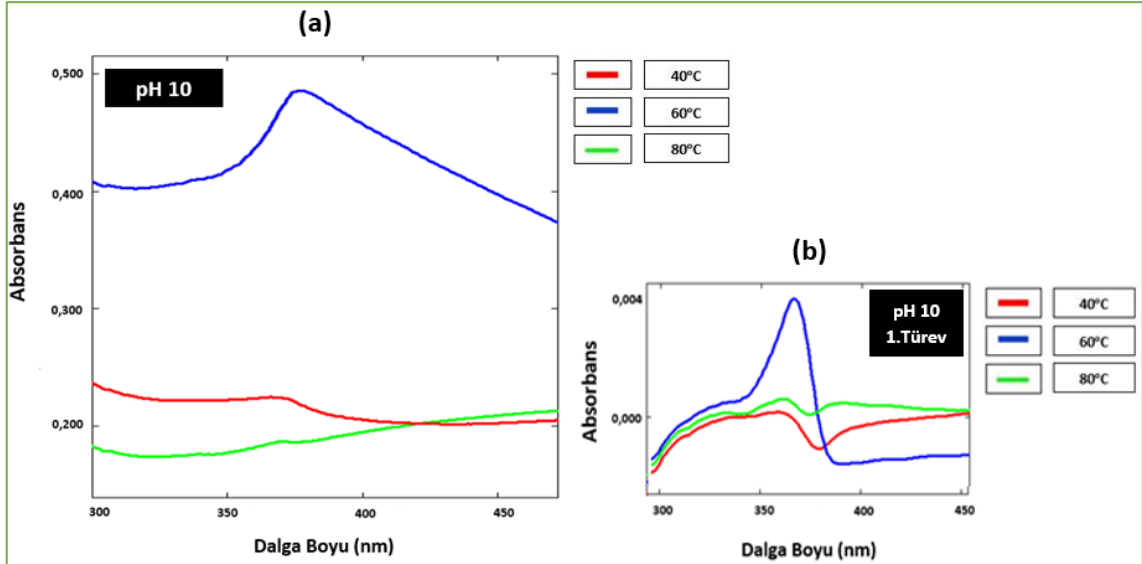 (a)
pH 10
0,500
0,400
0,300
0,200
Absorbans
300
350
400
450
Dalga Boyu (nm)
40°C
60°C
80°C
(b)
pH 10
1.Türev
0,004
0,000
Absorbans
300
350
400
450
Dalga Boyu (nm)
40°C
60°C
80°C